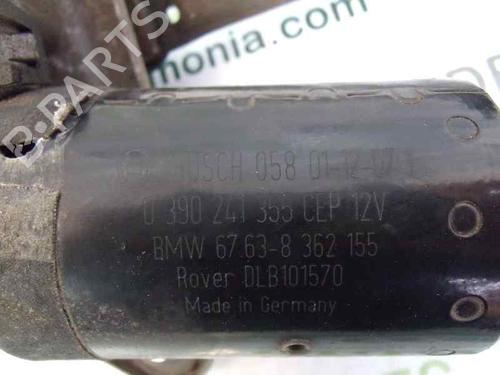 monia.com
B-PARTS
BOSCH 058 01-12-07
0 390 241 355 CEP 12V
BMW 67.63-8 362 155
Rover DLB101570
Made in Germany